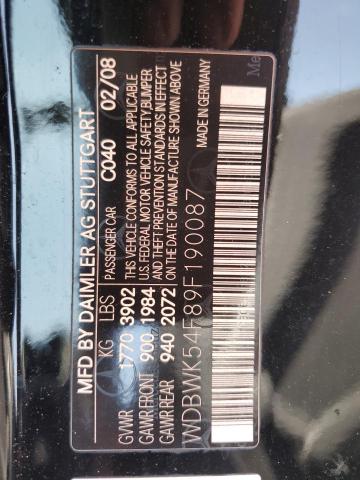 MFD BY DAIMLER AG STUTTGART
KG LBS PASSENGER CAR C040 02/08
GVWR 1770 3902 THIS VEHICLE CONFORMS TO ALL APPLICABLE
GAWR FRONT 900 1984 U.S. FEDERAL MOTOR VEHICLE SAFETY BUMPER
GAWR REAR 940 2072 AND THEFT PREVENTION STANDARDS IN EFFECT
ON THE DATE OF MANUFACTURE SHOWN ABOVE
WDBWK54F89F190087 MADE IN GERMANY
Me